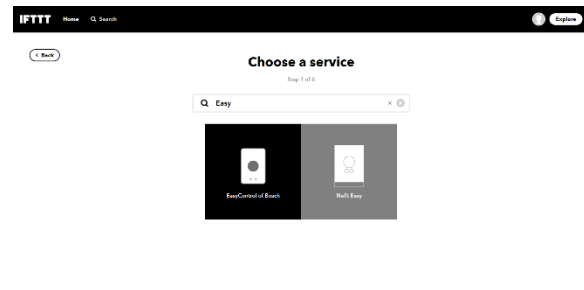 IFTTT Home Search Explore
< Back
Choose a service
Step 1 of 6
Easy
EasyControl of Bosch Nefit Easy